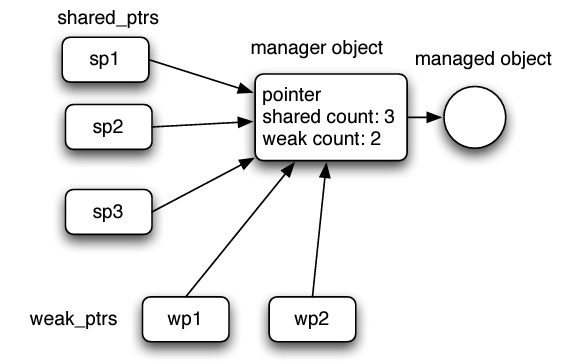 shared_ptrs
sp1
manager object
managed object
pointer
shared count: 3
weak count: 2
sp2
sp3
weak_ptrs
wp1
wp2